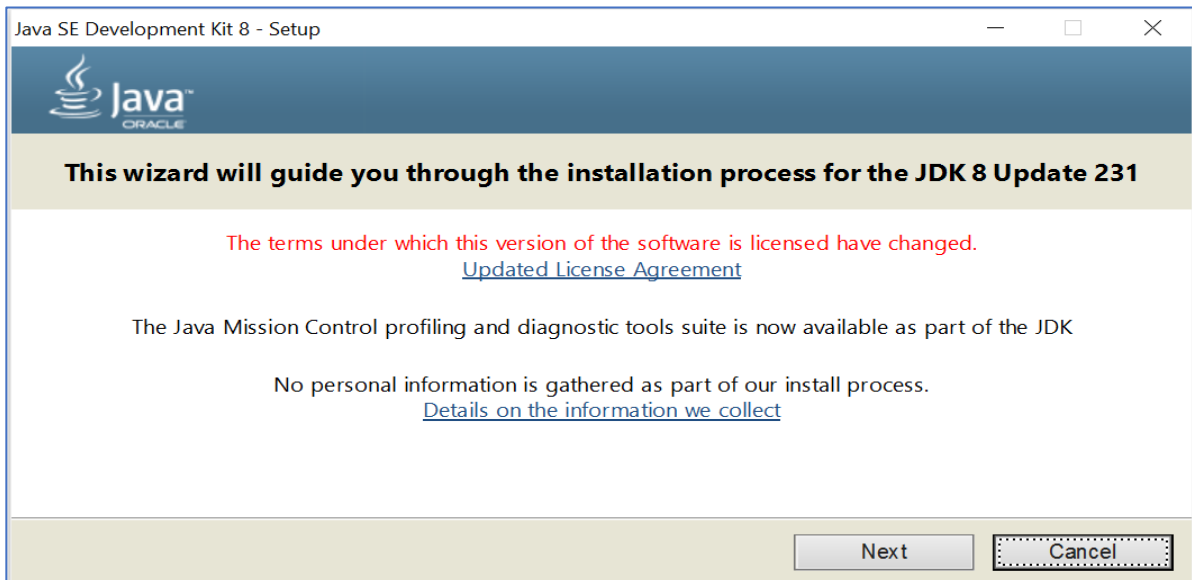 Java SE Development Kit 8 - Setup
Java™
ORACLE
This wizard will guide you through the installation process for the JDK 8 Update 231
The terms under which this version of the software is licensed have changed.
Updated License Agreement
The Java Mission Control profiling and diagnostic tools suite is now available as part of the JDK
No personal information is gathered as part of our install process.
Details on the information we collect
Next Cancel